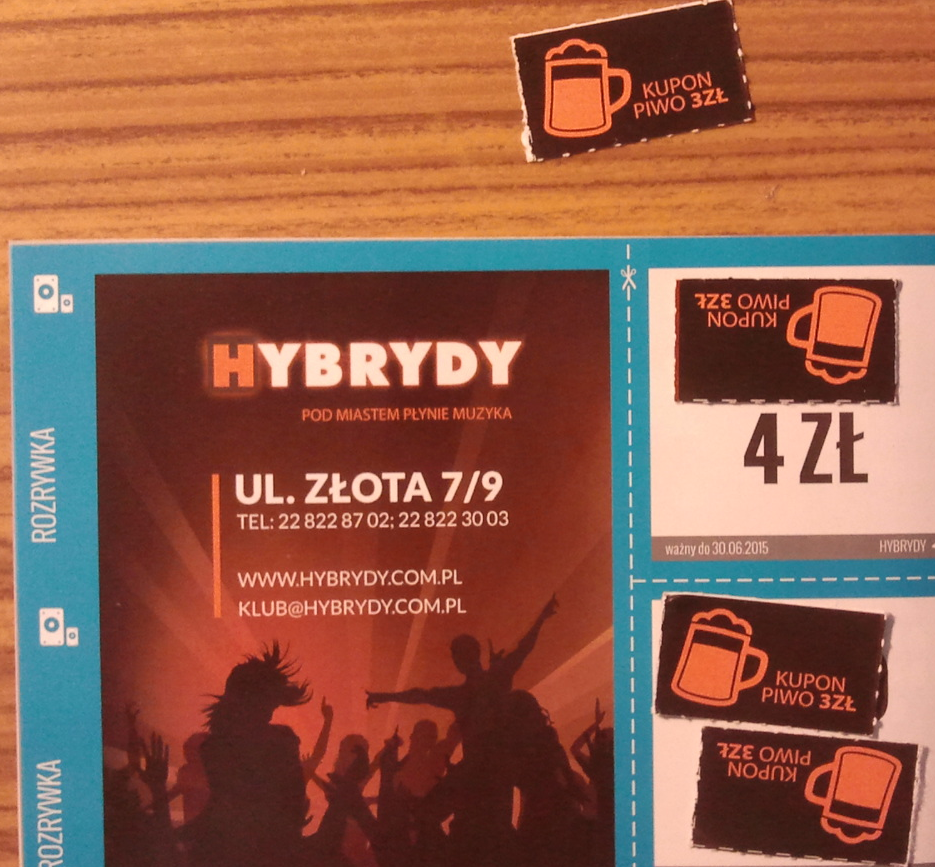 KUPON
PIWO 3ZŁ
ROZRYWKA
ROZRYWKA
HYBRYDY
POD MIASTEM PŁYNIE MUZYKA
UL. ZŁOTA 7/9
TEL: 22 822 87 02; 22 822 30 03
WWW.HYBRYDY.COM.PL
KLUB@HYBRYDY.COM.PL
KUPON
PIWO 3ZŁ
4 ZŁ
ważny do 30.06.2015 HYBRYDY
KUPON
PIWO 3ZŁ
KUPON
PIWO 3ZŁ